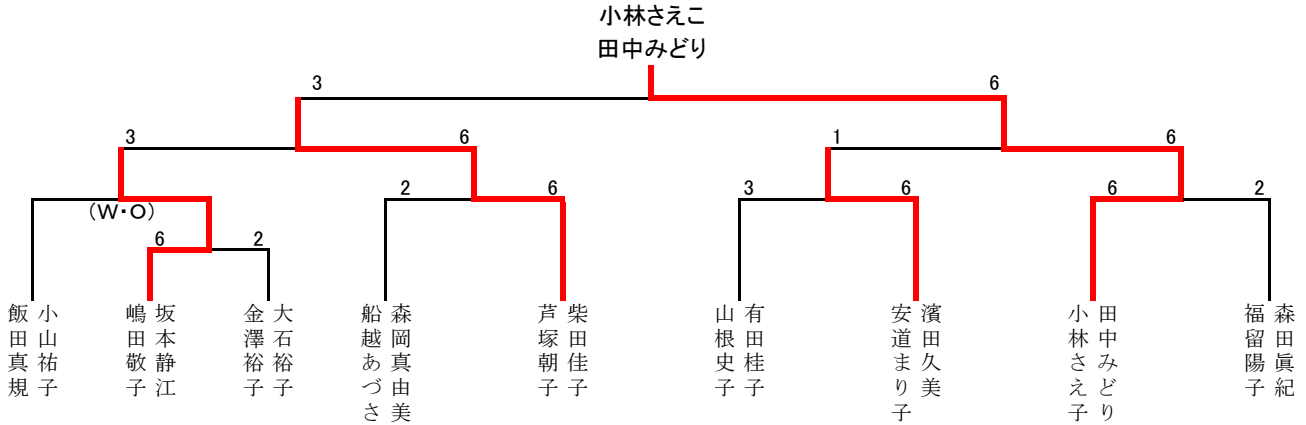 小林さえこ
田中みどり
3
6
3
6
1
6
(W・O)
2
6
3
6
6
2
6
2
小山祐子
飯田真規
坂本静江
嶋田敬子
大石裕子
金澤裕子
森岡真由美
船越あづさ
柴田佳子
芦塚朝子
有田桂子
山根史子
濱田久美
安道まり子
田中みどり
小林さえ子
森田眞紀
福留陽子